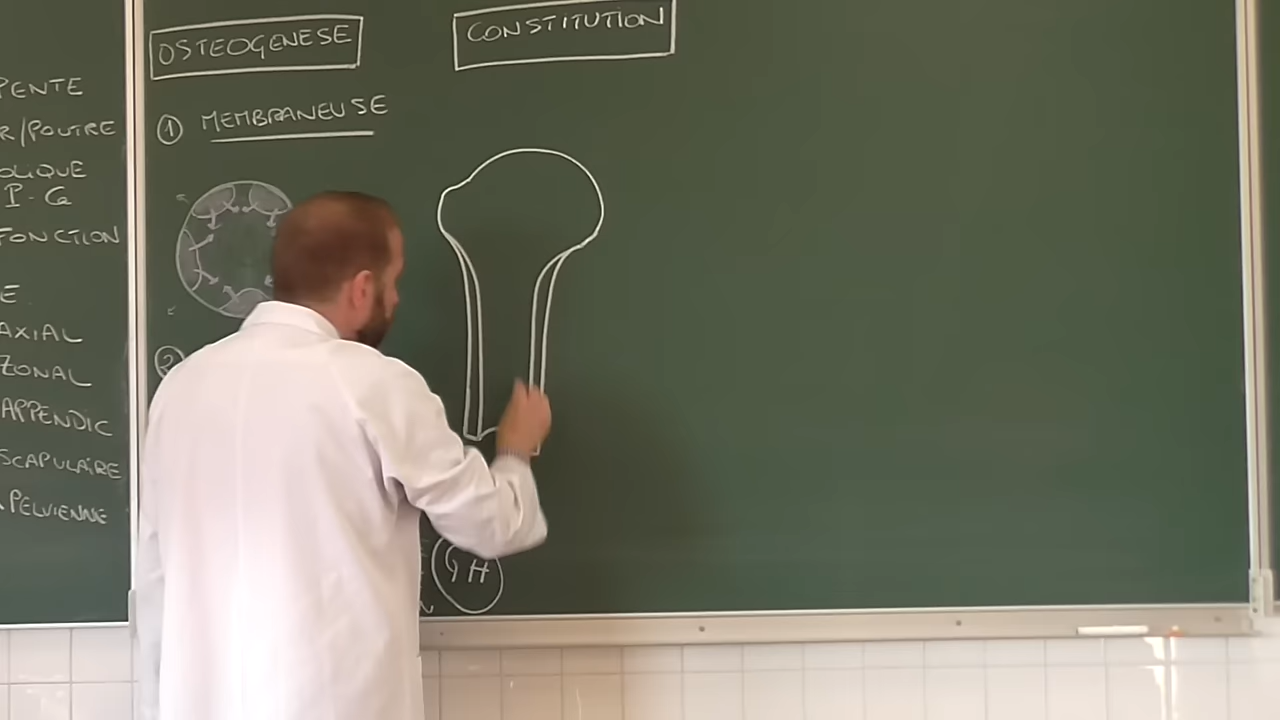 PENTE
R/POUTRE
OLIQUE
P-Ca
FONCTION
E
AXIAL
ZONAL
APPENDIC
SCAPULAIRE
PELVIENNE
OSTEOGENESE
① MEMBRANEUSE
②
CONSTITUTION
GH